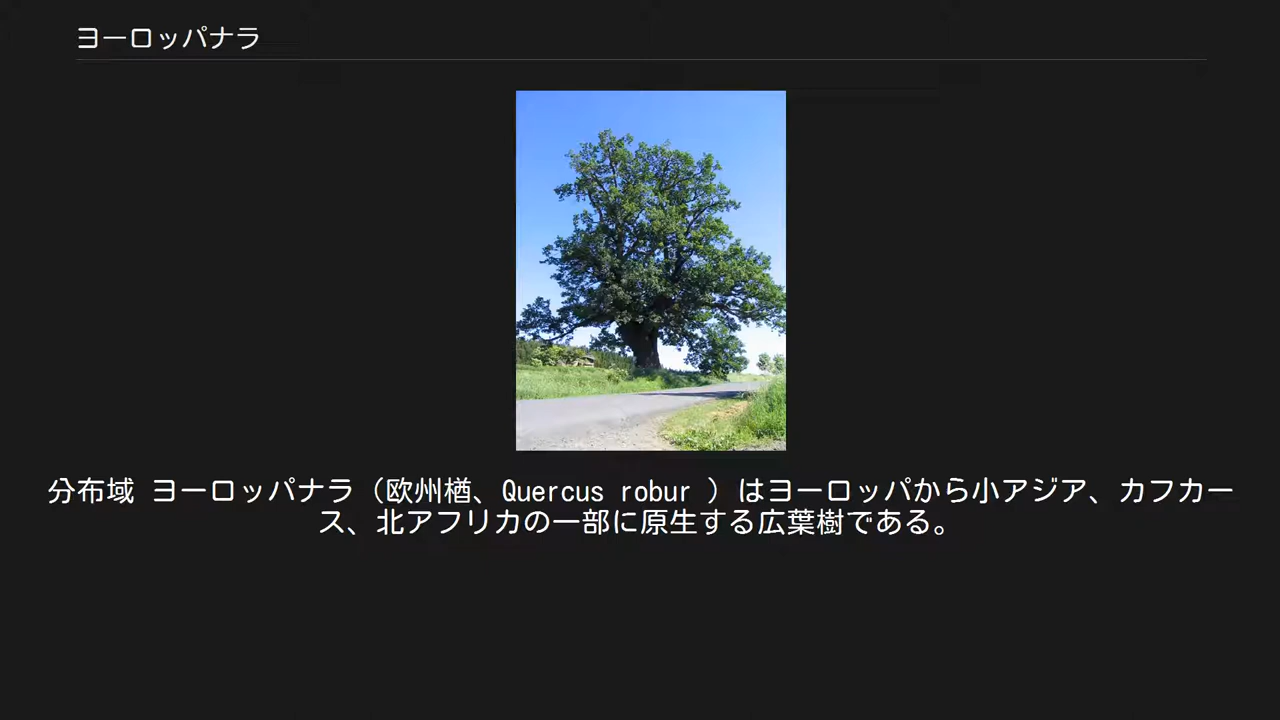 ヨーロッパナラ
分布域 ヨーロッパナラ（欧州楢、Quercus robur ）はヨーロッパから小アジア、カフカー
ス、北アフリカの一部に原生する広葉樹である。